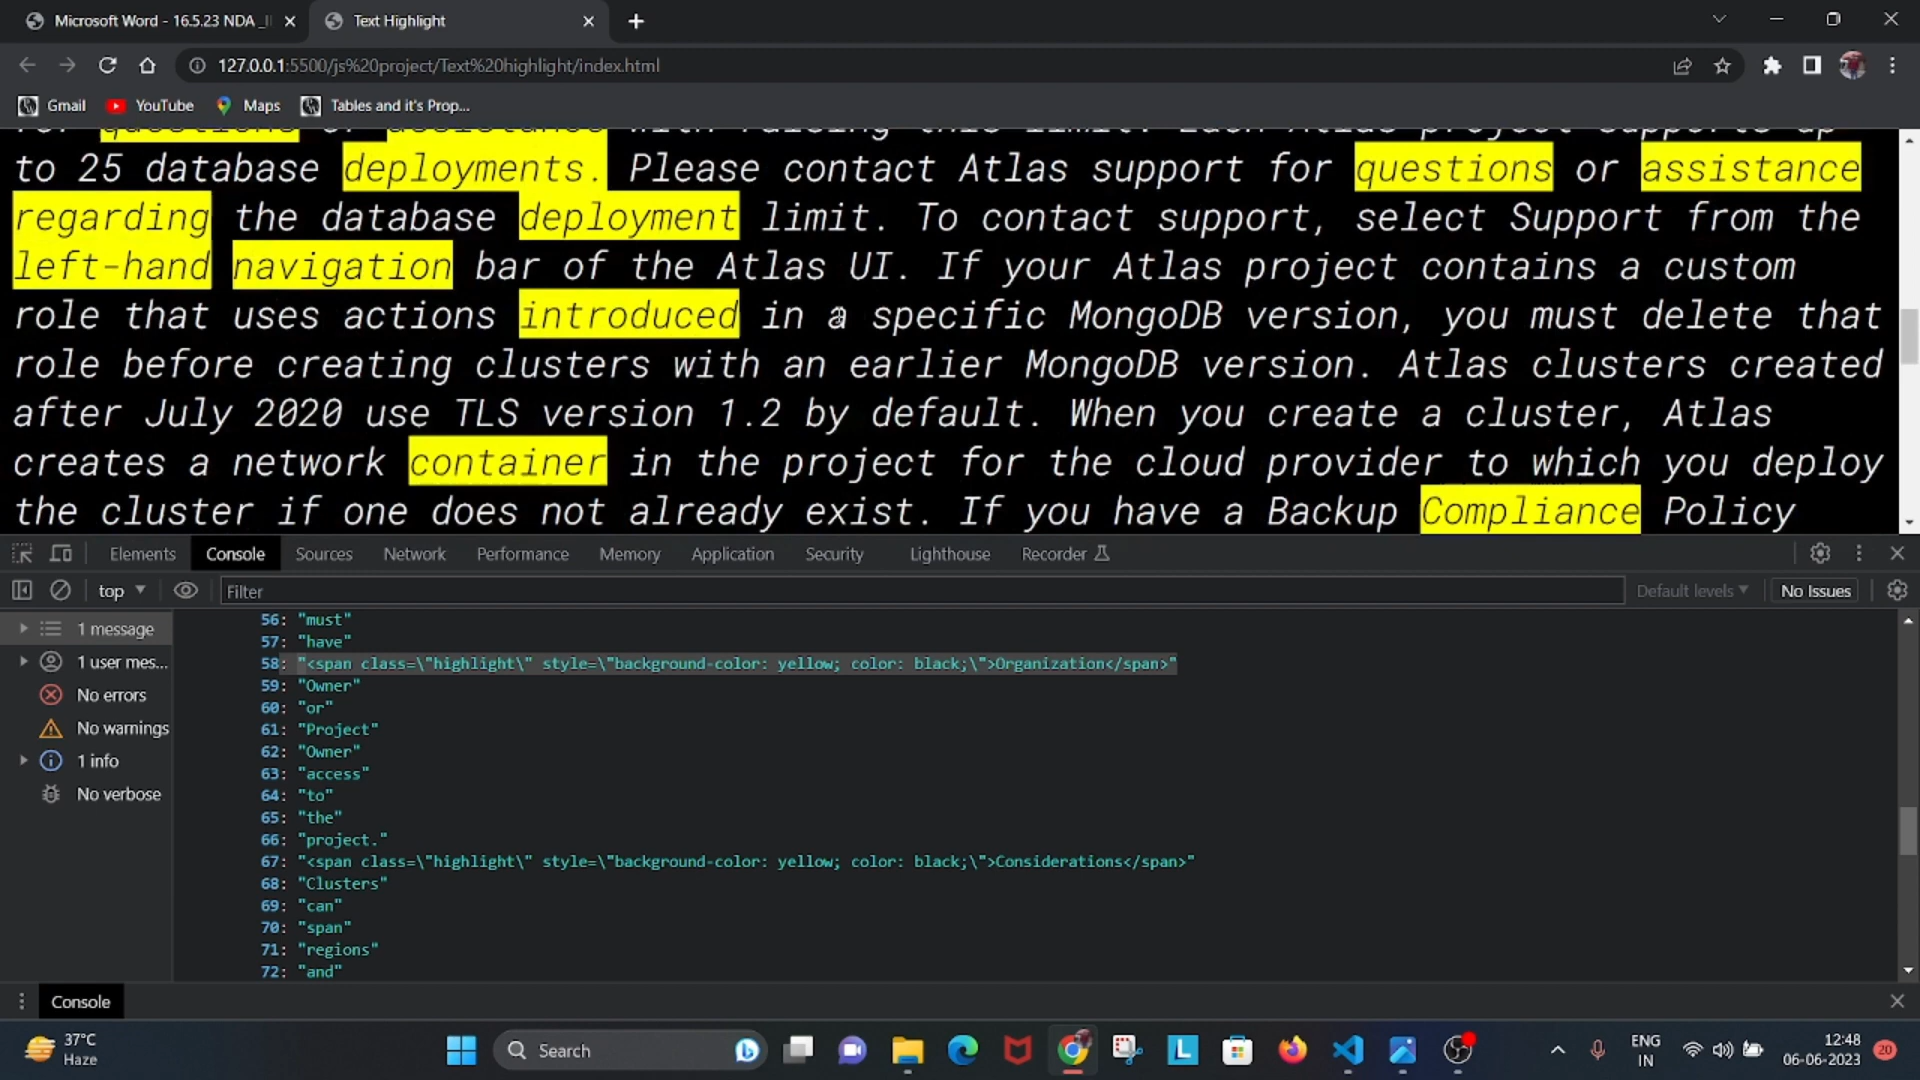 Microsoft Word - 16.5.23 NDA _I
Text Highlight
127.0.0.1:5500/js%20project/Text%20highlight/index.html
Gmail
YouTube
Maps
Tables and it's Prop...
to 25 database deployments. Please contact Atlas support for questions or assistance
regarding the database deployment limit. To contact support, select Support from the
left-hand navigation bar of the Atlas UI. If your Atlas project contains a custom
role that uses actions introduced in a specific MongoDB version, you must delete that
role before creating clusters with an earlier MongoDB version. Atlas clusters created
after July 2020 use TLS version 1.2 by default. When you create a cluster, Atlas
creates a network container in the project for the cloud provider to which you deploy
the cluster if one does not already exist. If you have a Backup Compliance Policy
Elements Console Sources Network Performance Memory Application Security Lighthouse Recorder
top
Filter
Default levels
No Issues
1 message
1 user mes...
No errors
No warnings
1 info
No verbose
56: "must"
57: "have"
58: "<span class=\"highlight\" style=\"background-color: yellow; color: black;\">Organization</span>"
59: "Owner"
60: "or"
61: "Project"
62: "Owner"
63: "access"
64: "to"
65: "the"
66: "project."
67: "<span class=\"highlight\" style=\"background-color: yellow; color: black;\">Considerations</span>"
68: "Clusters"
69: "can"
70: "span"
71: "regions"
72: "and"
Console
37°C
Haze
Search
ENG
IN
12:48
06-06-2023
20